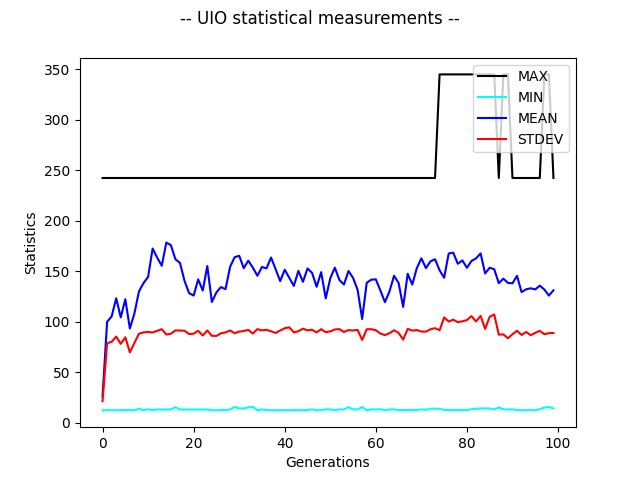 -- UIO statistical measurements --
350
300
250
200
150
100
50
0
Statistics
MAX
MIN
MEAN
STDEV
0 20 40 60 80 100
Generations